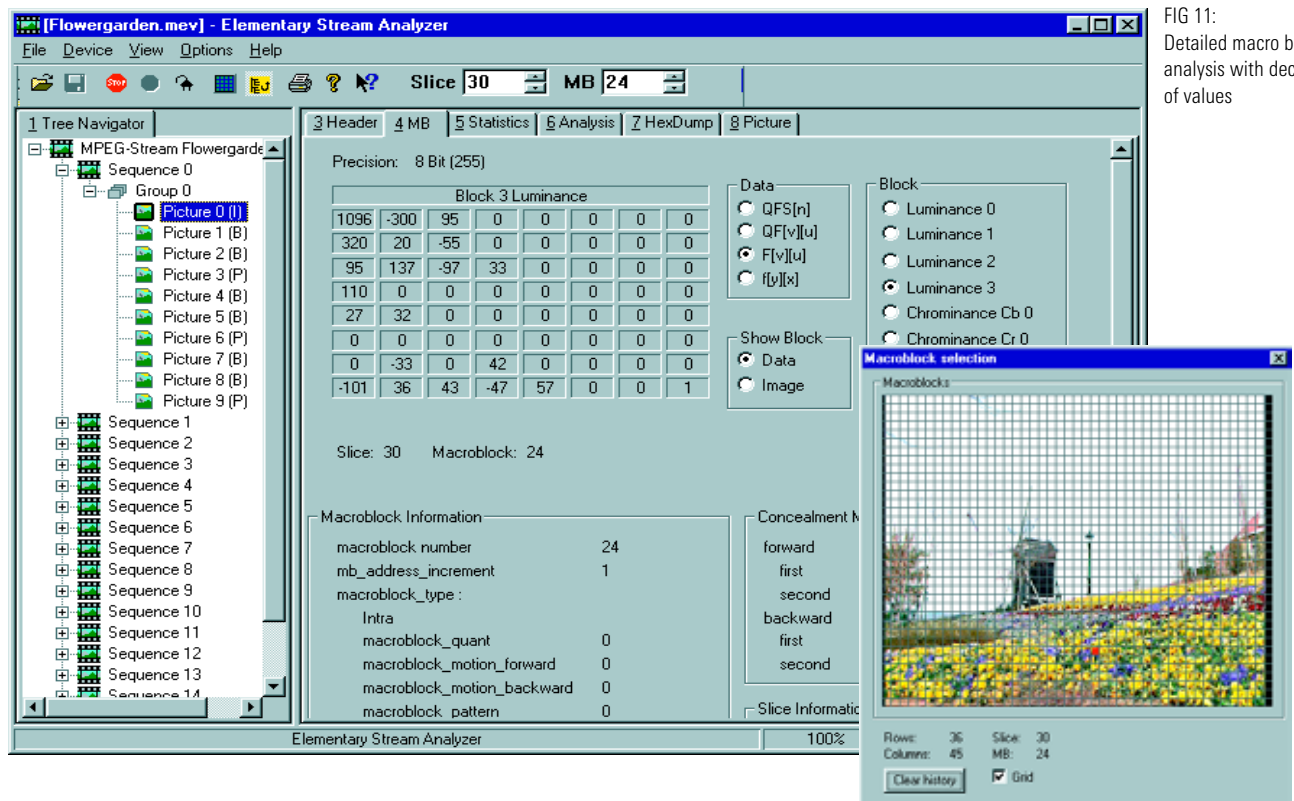 [Flowergarden.mev] - Elementary Stream Analyzer
File Device View Options Help
STOP
Slice 30 MB 24
1 Tree Navigator
MPEG-Stream Flowergarde
Sequence 0
Group 0
Picture 0 (I)
Picture 1 (B)
Picture 2 (B)
Picture 3 (P)
Picture 4 (B)
Picture 5 (B)
Picture 6 (P)
Picture 7 (B)
Picture 8 (B)
Picture 9 (P)
Sequence 1
Sequence 2
Sequence 3
Sequence 4
Sequence 5
Sequence 6
Sequence 7
Sequence 8
Sequence 9
Sequence 10
Sequence 11
Sequence 12
Sequence 13
Sequence 14
3 Header 4 MB 5 Statistics 6 Analysis 7 HexDump 8 Picture
Precision: 8 Bit (255)
Block 3 Luminance
1096 -300 95 0 0 0 0 0
320 20 -55 0 0 0 0 0
95 137 -97 33 0 0 0 0
110 0 0 0 0 0 0 0
27 32 0 0 0 0 0 0
0 0 0 0 0 0 0 0
0 -33 0 42 0 0 0 0
-101 36 43 -47 57 0 0 1
Data
QFS[n]
QF[v][u]
F[v][u]
f[y][x]
Show Block
Data
Image
Block
Luminance 0
Luminance 1
Luminance 2
Luminance 3
Chrominance Cb 0
Chrominance Cr 0
Slice: 30 Macroblock: 24
Macroblock Information
macroblock number 24
mb_address_increment 1
macroblock_type :
Intra
macroblock_quant 0
macroblock_motion_forward 0
macroblock_motion_backward 0
macroblock_pattern 0
Concealment M
forward
first
second
backward
first
second
Slice Informatio
Elementary Stream Analyzer 100%
Macroblock selection
Macroblocks
Rows: 36 Slice: 30
Columns: 45 MB: 24
Clear history Grid
FIG 11:
Detailed macro b
analysis with dec
of values